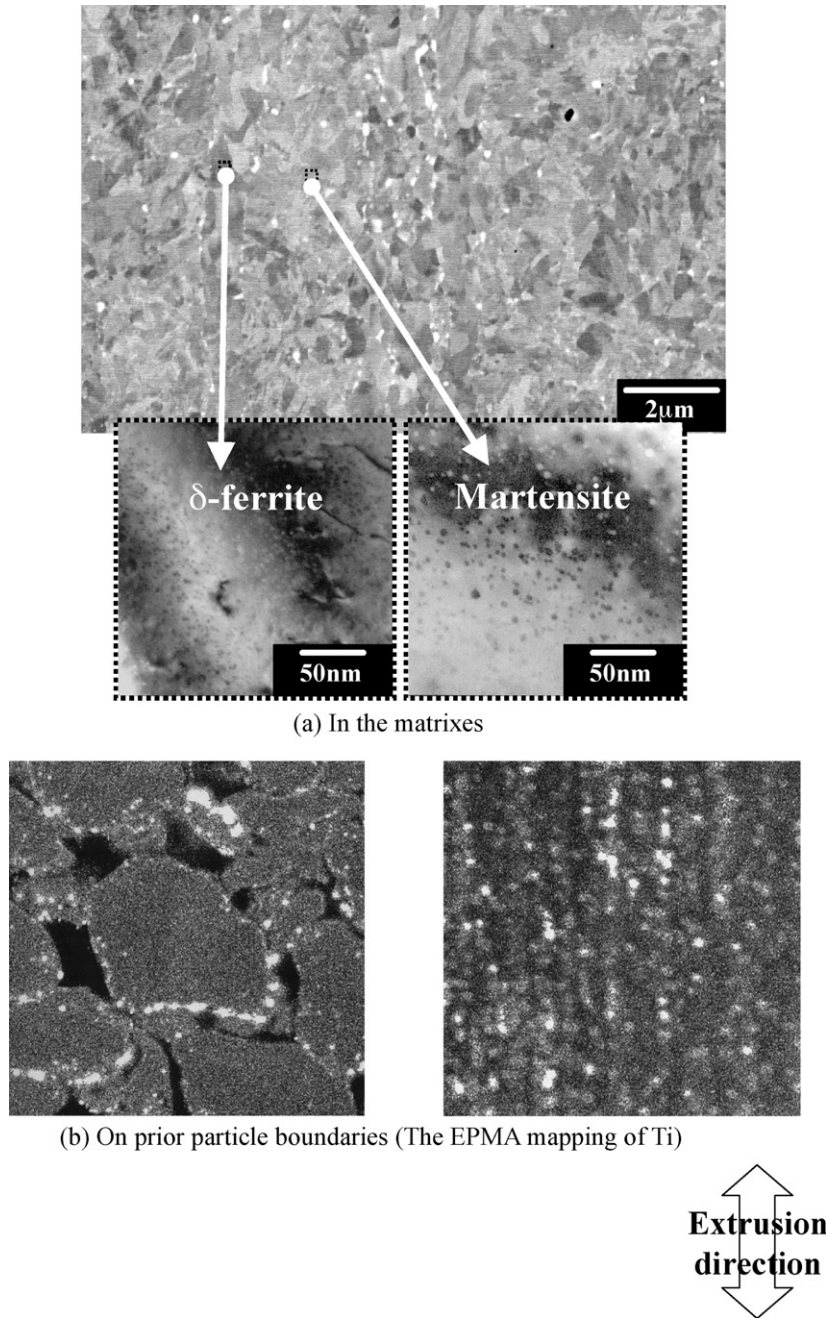 2μm
δ-ferrite
Martensite
50nm
50nm
(a) In the matrixes
(b) On prior particle boundaries (The EPMA mapping of Ti)
Extrusion
direction